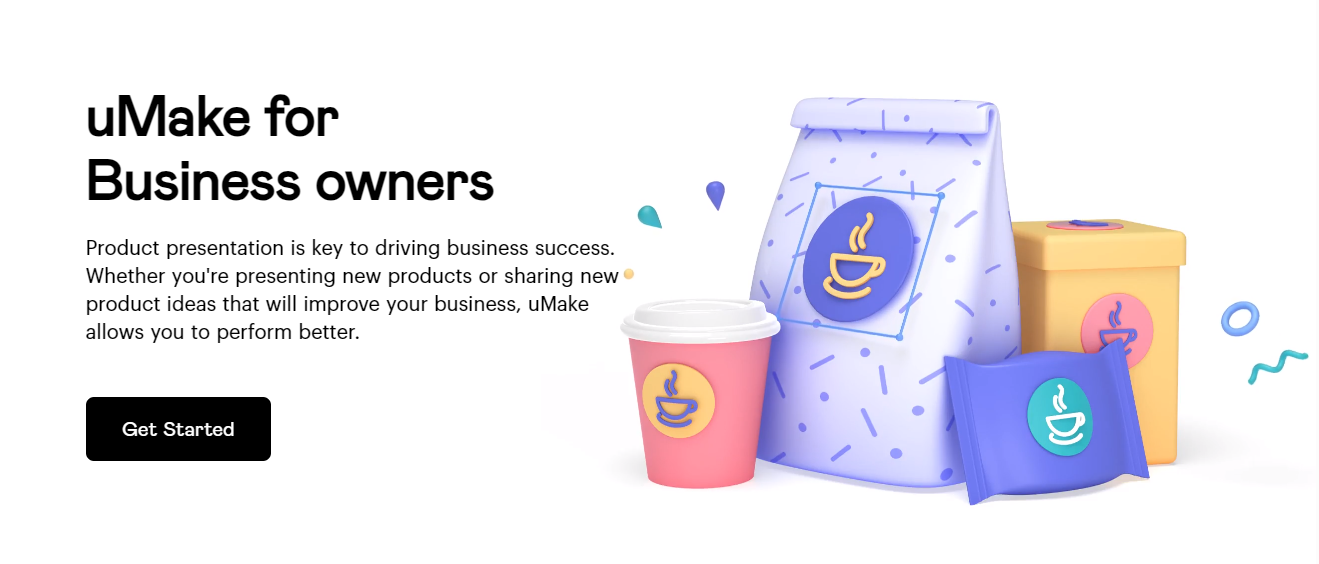 uMake for
Business owners
Product presentation is key to driving business success.
Whether you're presenting new products or sharing new
product ideas that will improve your business, uMake
allows you to perform better.
Get Started